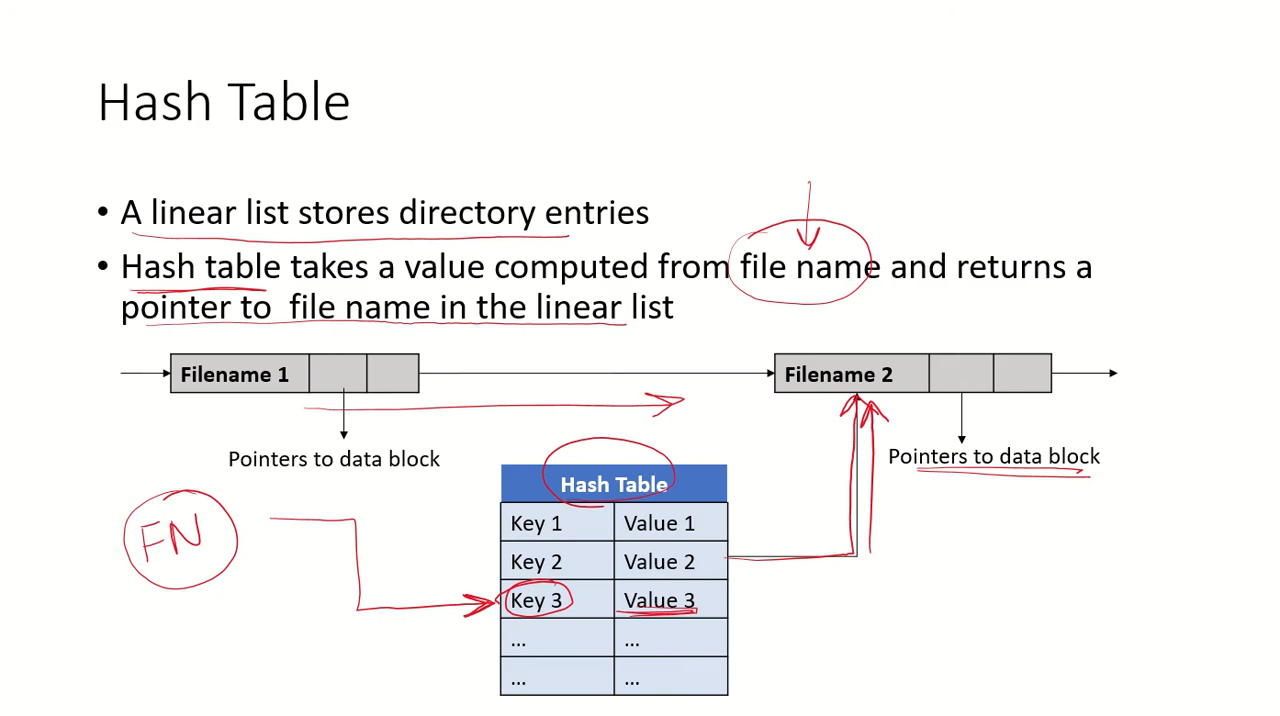 Hash Table
• A linear list stores directory entries
• Hash table takes a value computed from file name and returns a
pointer to file name in the linear list
Filename 1
Filename 2
Pointers to data block
Pointers to data block
FN
Hash Table
Key 1 Value 1
Key 2 Value 2
Key 3 Value 3
... ...
... ...